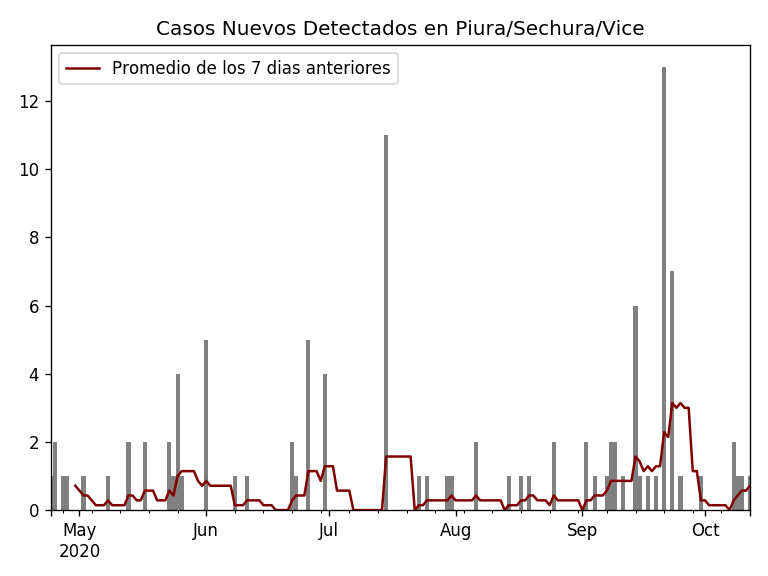 Casos Nuevos Detectados en Piura/Sechura/Vice
Promedio de los 7 dias anteriores
12
10
8
6
4
2
0
May Jun Jul Aug Sep Oct
2020